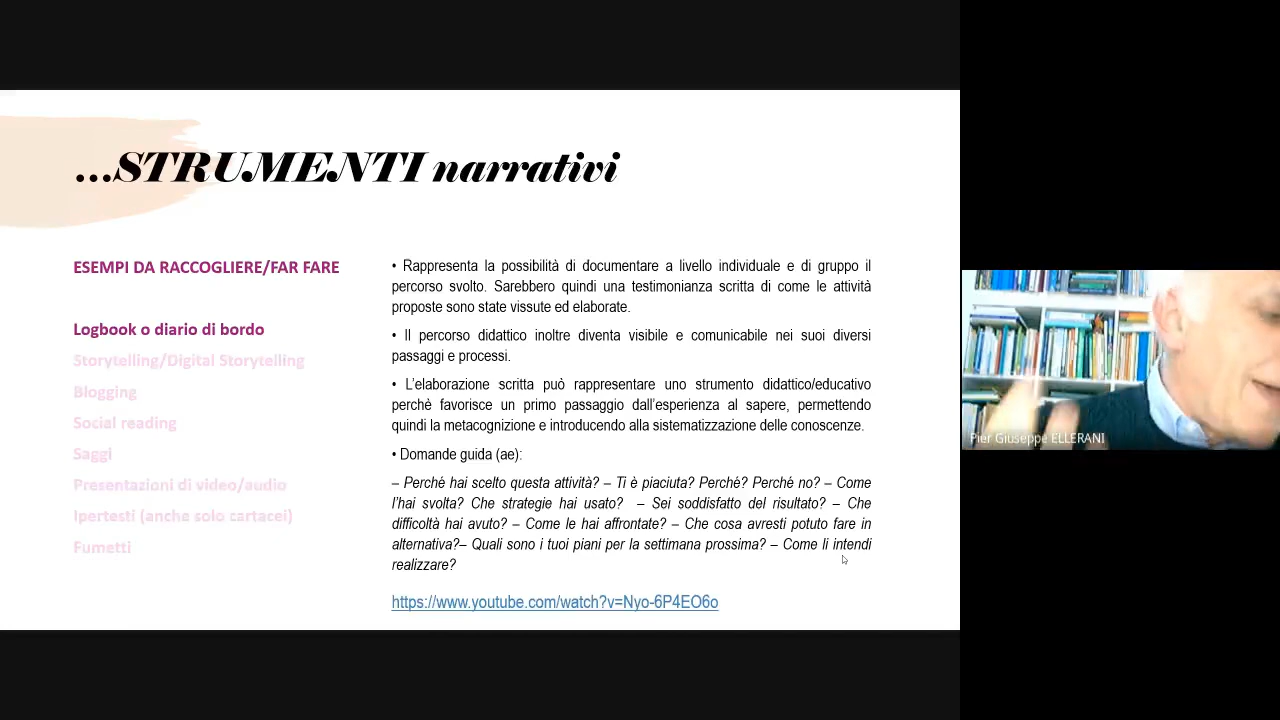 ...STRUMENTI narrativi
ESEMPI DA RACCOGLIERE/FAR FARE
Logbook o diario di bordo
Storytelling/Digital Storytelling
Blogging
Social reading
Saggi
Presentazioni di video/audio
Ipertesti (anche solo cartacei)
Fumetti
• Rappresenta la possibilità di documentare a livello individuale e di gruppo il
percorso svolto. Sarebbero quindi una testimonianza scritta di come le attività
proposte sono state vissute ed elaborate.
• Il percorso didattico inoltre diventa visibile e comunicabile nei suoi diversi
passaggi e processi.
• L'elaborazione scritta può rappresentare uno strumento didattico/educativo
perchè favorisce un primo passaggio dall'esperienza al sapere, permettendo
quindi la metacognizione e introducendo alla sistematizzazione delle conoscenze.
• Domande guida (ae):
– Perché hai scelto questa attività? – Ti è piaciuta? Perché? Perché no? – Come
l'hai svolta? Che strategie hai usato? – Sei soddisfatto del risultato? – Che
difficoltà hai avuto? – Come le hai affrontate? – Che cosa avresti potuto fare in
alternativa?– Quali sono i tuoi piani per la settimana prossima? – Come li intendi
realizzare?
https://www.youtube.com/watch?v=Nyo-6P4EO6o
Pier Giuseppe ELLERANI